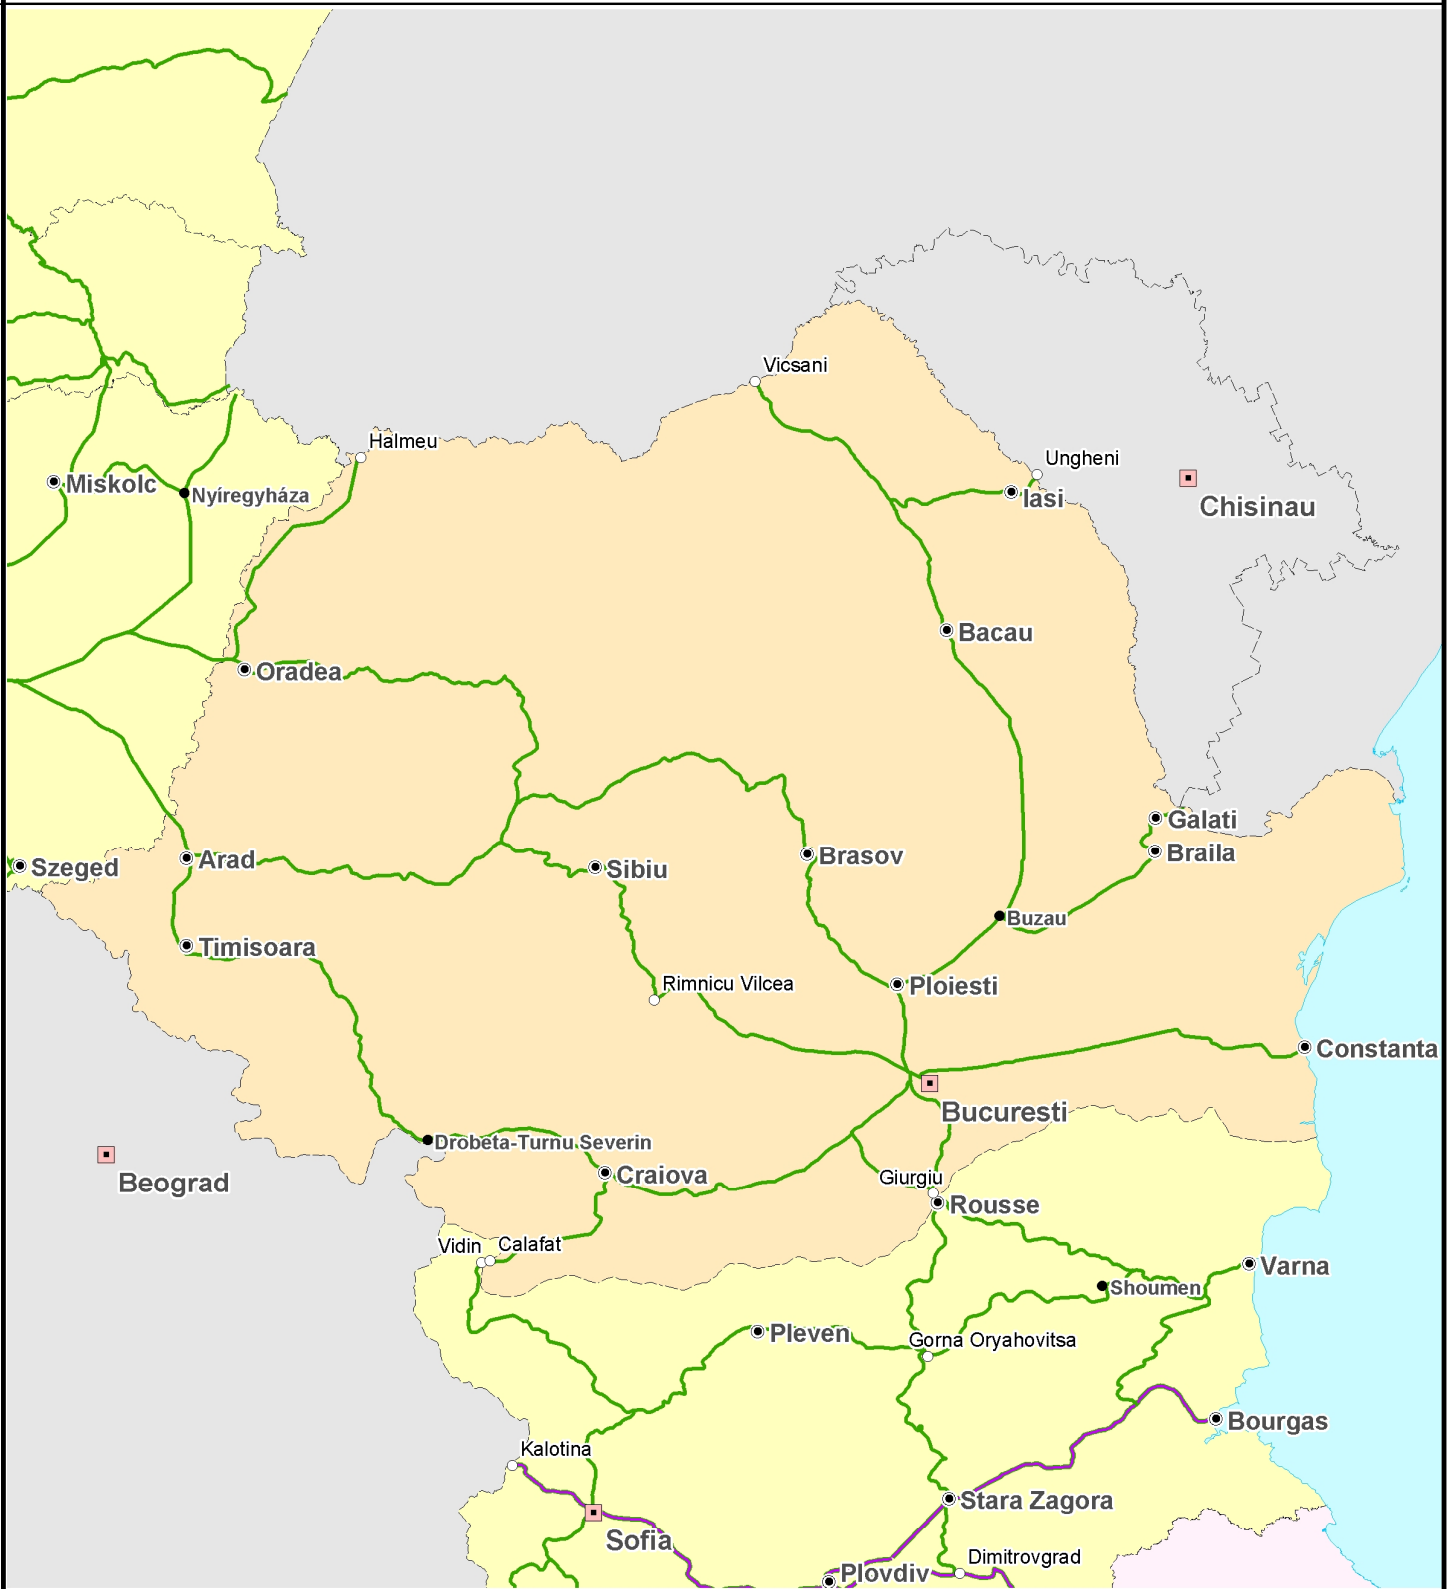 Vicsani
Halmeu
Ungheni
Miskolc
Nyíregyháza
Iasi
Chisinau
Bacau
Oradea
Galati
Szeged
Arad
Sibiu
Brasov
Braila
Buzau
Timisoara
Rimnicu Vilcea
Ploiesti
Constanta
Bucuresti
Drobeta-Turnu Severin
Beograd
Craiova
Giurgiu
Rousse
Vidin
Calafat
Varna
Shoumen
Pleven
Gorna Oryahovitsa
Bourgas
Kalotina
Stara Zagora
Sofia
Dimitrovgrad
Plovdiv